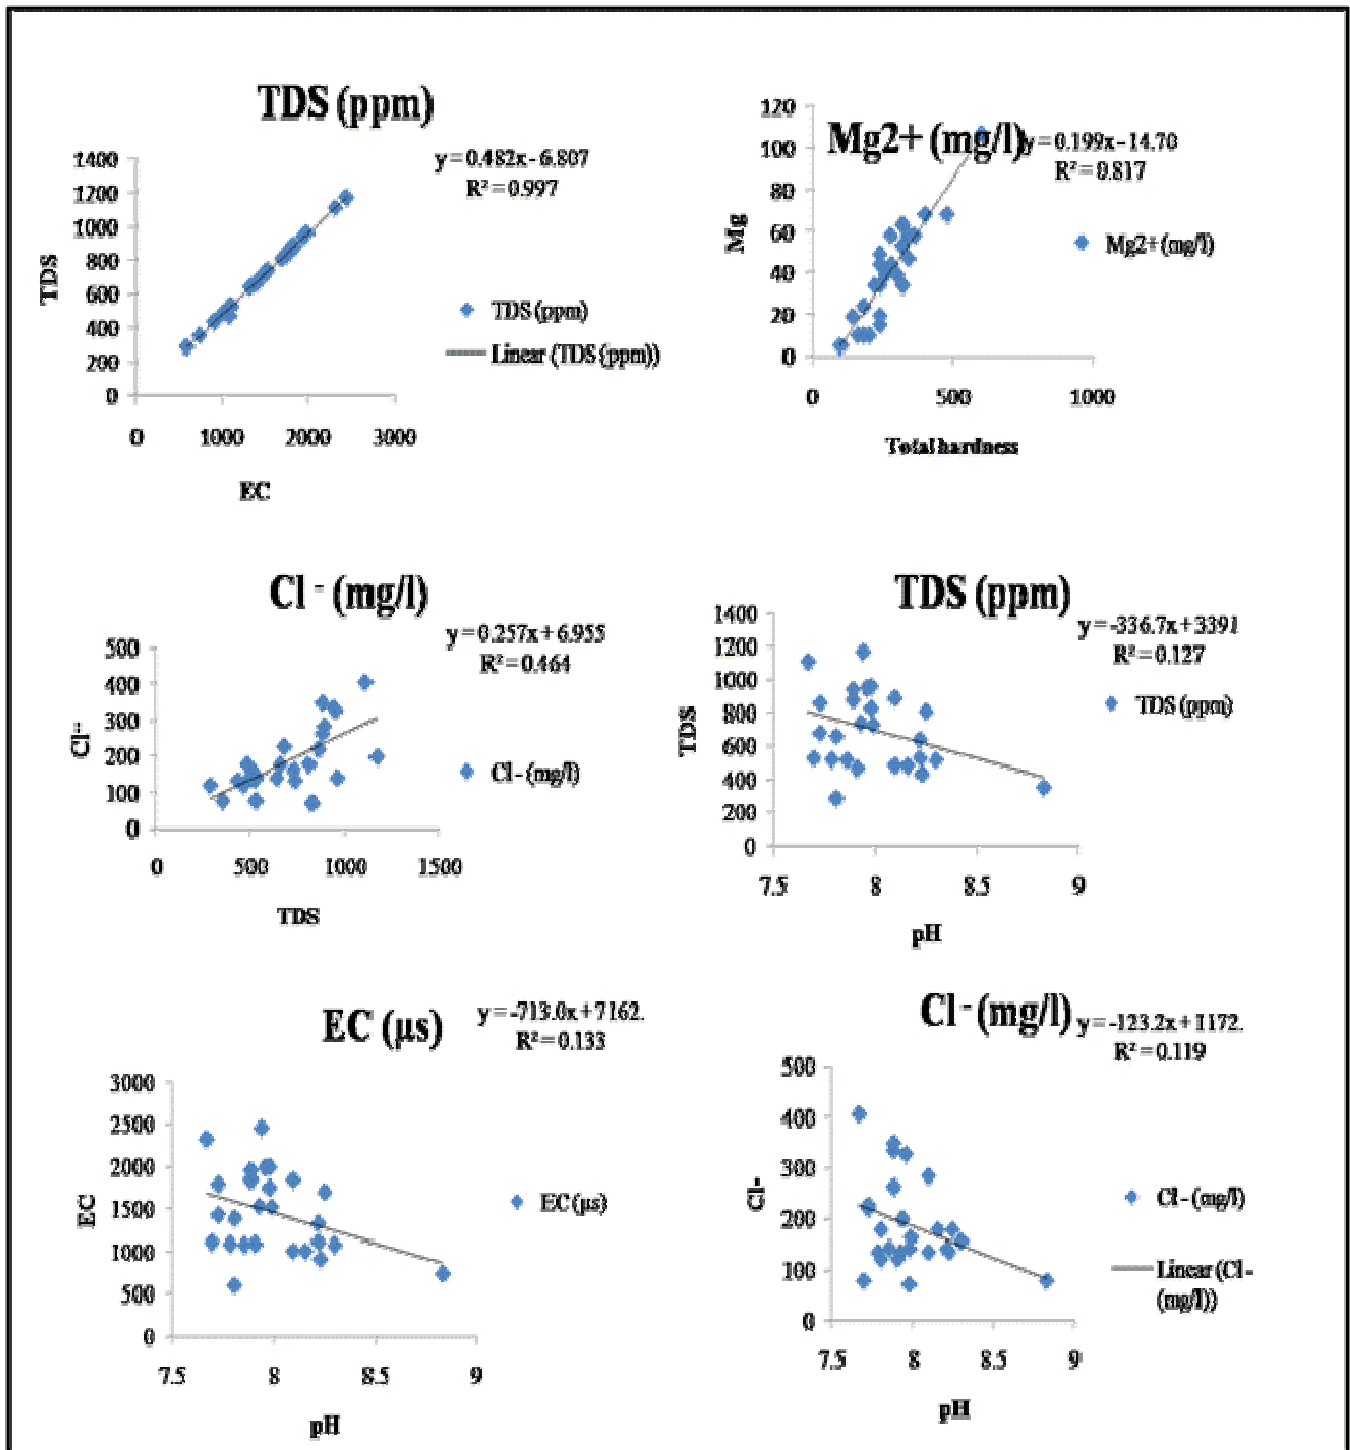 TDS (ppm)
y = 0.482x - 6.807
R² = 0.997
1400
1200
1000
800
600
400
200
0
TDS
0 1000 2000 3000
EC
TDS (ppm)
Linear (TDS (ppm))
Mg2+ (mg/l)
y = 0.199x - 14.70
R² = 0.817
120
100
80
60
40
20
0
Mg
0 500 1000
Total hardness
Mg2+ (mg/l)
Cl - (mg/l)
y = 0.257x + 6.955
R² = 0.464
500
400
300
200
100
0
Cl-
0 500 1000 1500
TDS
Cl - (mg/l)
TDS (ppm)
y = -336.7x + 3391
R² = 0.127
1400
1200
1000
800
600
400
200
0
TDS
7.5 8 8.5 9
pH
TDS (ppm)
EC (µs)
y = -713.0x + 7162.
R² = 0.133
3000
2500
2000
1500
1000
500
0
EC
7.5 8 8.5 9
pH
EC (µs)
Cl - (mg/l)
y = -123.2x + 1172.
R² = 0.119
500
400
300
200
100
0
Cl-
7.5 8 8.5 9
pH
Cl - (mg/l)
Linear (Cl -
(mg/l))